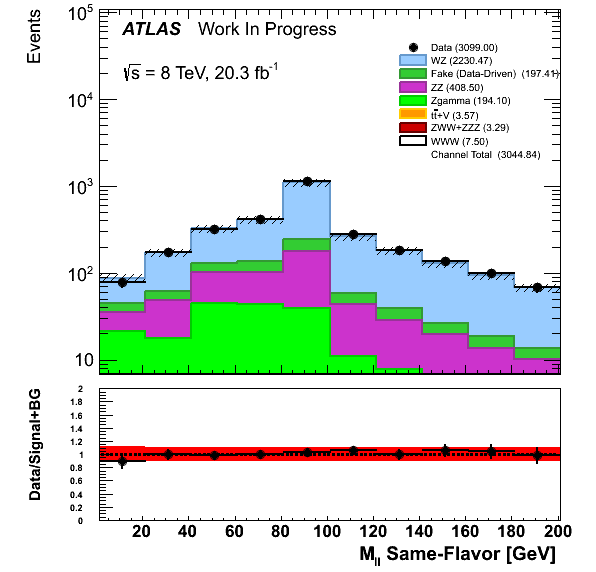 Events
ATLAS Work In Progress
√s = 8 TeV, 20.3 fb⁻¹
Data (3099.00)
WZ (2230.47)
Fake (Data-Driven) (197.41)
ZZ (408.50)
Zgamma (194.10)
tt̄+V (3.57)
ZWW+ZZZ (3.29)
WWW (7.50)
Channel Total (3044.84)
10⁵
10⁴
10³
10²
10
Data/Signal+BG
2
1.8
1.6
1.4
1.2
1
0.8
0.6
0.4
0.2
0
20 40 60 80 100 120 140 160 180 200
M_ll Same-Flavor [GeV]